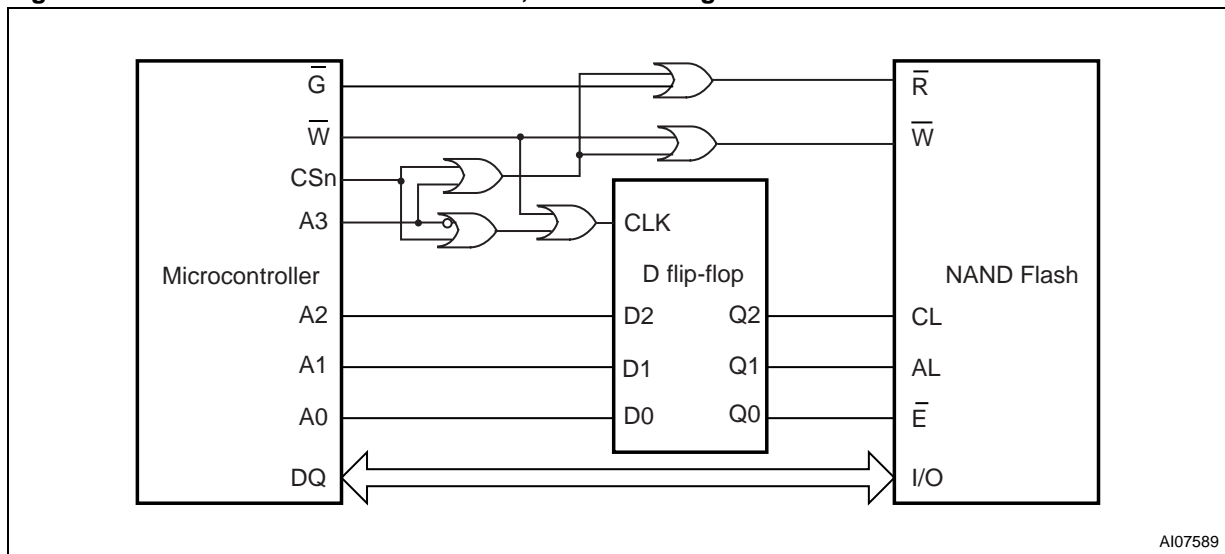 G̅
R̅
W̅
W̅
CSn
A3
CLK
D flip-flop
Microcontroller
NAND Flash
A2
D2
Q2
CL
A1
D1
Q1
AL
A0
D0
Q0
E̅
DQ
I/O
AI07589